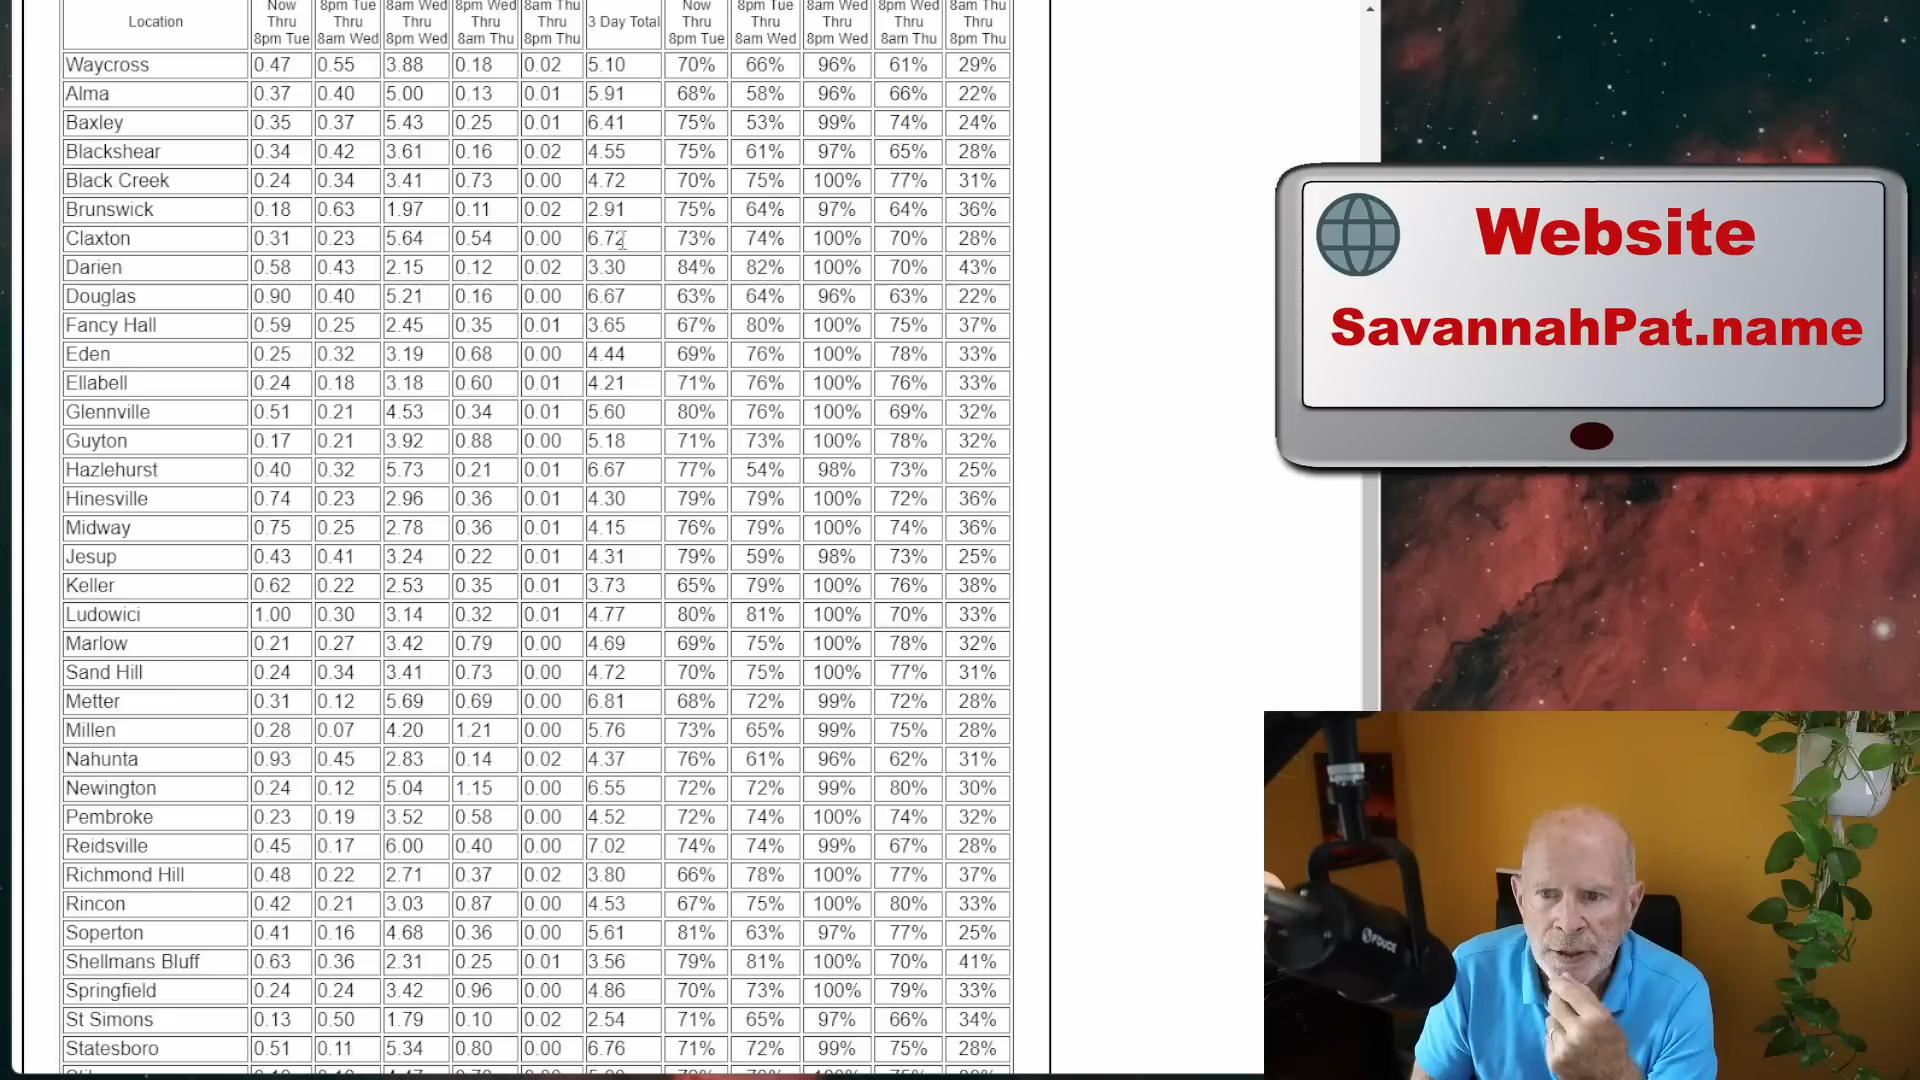 Location Now Thru 8pm Tue 8pm Tue Thru 8am Wed 8am Wed Thru 8pm Wed 8pm Wed Thru 8am Thu 8am Thu Thru 8pm Thu 3 Day Total Now Thru 8pm Tue 8pm Tue Thru 8am Wed 8am Wed Thru 8pm Wed 8pm Wed Thru 8am Thu 8am Thu Thru 8pm Thu
Waycross 0.47 0.55 3.88 0.18 0.02 5.10 70% 66% 96% 61% 29%
Alma 0.37 0.40 5.00 0.13 0.01 5.91 68% 58% 96% 66% 22%
Baxley 0.35 0.37 5.43 0.25 0.01 6.41 75% 53% 99% 74% 24%
Blackshear 0.34 0.42 3.61 0.16 0.02 4.55 75% 61% 97% 65% 28%
Black Creek 0.24 0.34 3.41 0.73 0.00 4.72 70% 75% 100% 77% 31%
Brunswick 0.18 0.63 1.97 0.11 0.02 2.91 75% 64% 97% 64% 36%
Claxton 0.31 0.23 5.64 0.54 0.00 6.72 73% 74% 100% 70% 28%
Darien 0.58 0.43 2.15 0.12 0.02 3.30 84% 82% 100% 70% 43%
Douglas 0.90 0.40 5.21 0.16 0.00 6.67 63% 64% 96% 63% 22%
Fancy Hall 0.59 0.25 2.45 0.35 0.01 3.65 67% 80% 100% 75% 37%
Eden 0.25 0.32 3.19 0.68 0.00 4.44 69% 76% 100% 78% 33%
Ellabell 0.24 0.18 3.18 0.60 0.01 4.21 71% 76% 100% 76% 33%
Glennville 0.51 0.21 4.53 0.34 0.01 5.60 80% 76% 100% 69% 32%
Guyton 0.17 0.21 3.92 0.88 0.00 5.18 71% 73% 100% 78% 32%
Hazlehurst 0.40 0.32 5.73 0.21 0.01 6.67 77% 54% 98% 73% 25%
Hinesville 0.74 0.23 2.96 0.36 0.01 4.30 79% 79% 100% 72% 36%
Midway 0.75 0.25 2.78 0.36 0.01 4.15 76% 79% 100% 74% 36%
Jesup 0.43 0.41 3.24 0.22 0.01 4.31 79% 59% 98% 73% 25%
Keller 0.62 0.22 2.53 0.35 0.01 3.73 65% 79% 100% 76% 38%
Ludowici 1.00 0.30 3.14 0.32 0.01 4.77 80% 81% 100% 70% 33%
Marlow 0.21 0.27 3.42 0.79 0.00 4.69 69% 75% 100% 78% 32%
Sand Hill 0.24 0.34 3.41 0.73 0.00 4.72 70% 75% 100% 77% 31%
Metter 0.31 0.12 5.69 0.69 0.00 6.81 68% 72% 99% 72% 28%
Millen 0.28 0.07 4.20 1.21 0.00 5.76 73% 65% 99% 75% 28%
Nahunta 0.93 0.45 2.83 0.14 0.02 4.37 76% 61% 96% 62% 31%
Newington 0.24 0.12 5.04 1.15 0.00 6.55 72% 72% 99% 80% 30%
Pembroke 0.23 0.19 3.52 0.58 0.00 4.52 72% 74% 100% 74% 32%
Reidsville 0.45 0.17 6.00 0.40 0.00 7.02 74% 74% 99% 67% 28%
Richmond Hill 0.48 0.22 2.71 0.37 0.02 3.80 66% 78% 100% 77% 37%
Rincon 0.42 0.21 3.03 0.87 0.00 4.53 67% 75% 100% 80% 33%
Soperton 0.41 0.16 4.68 0.36 0.00 5.61 81% 63% 97% 77% 25%
Shellmans Bluff 0.63 0.36 2.31 0.25 0.01 3.56 79% 81% 100% 70% 41%
Springfield 0.24 0.24 3.42 0.96 0.00 4.86 70% 73% 100% 79% 33%
St Simons 0.13 0.50 1.79 0.10 0.02 2.54 71% 65% 97% 66% 34%
Statesboro 0.51 0.11 5.34 0.80 0.00 6.76 71% 72% 99% 75% 28%
Website
SavannahPat.name